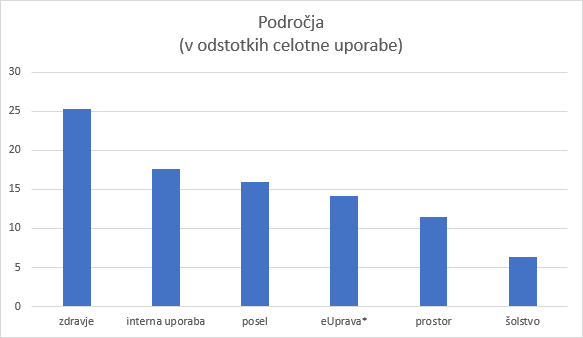 Področja
(v odstotkih celotne uporabe)
30
25
20
15
10
5
0
zdravje
interna uporaba
posel
eUprava*
prostor
šolstvo